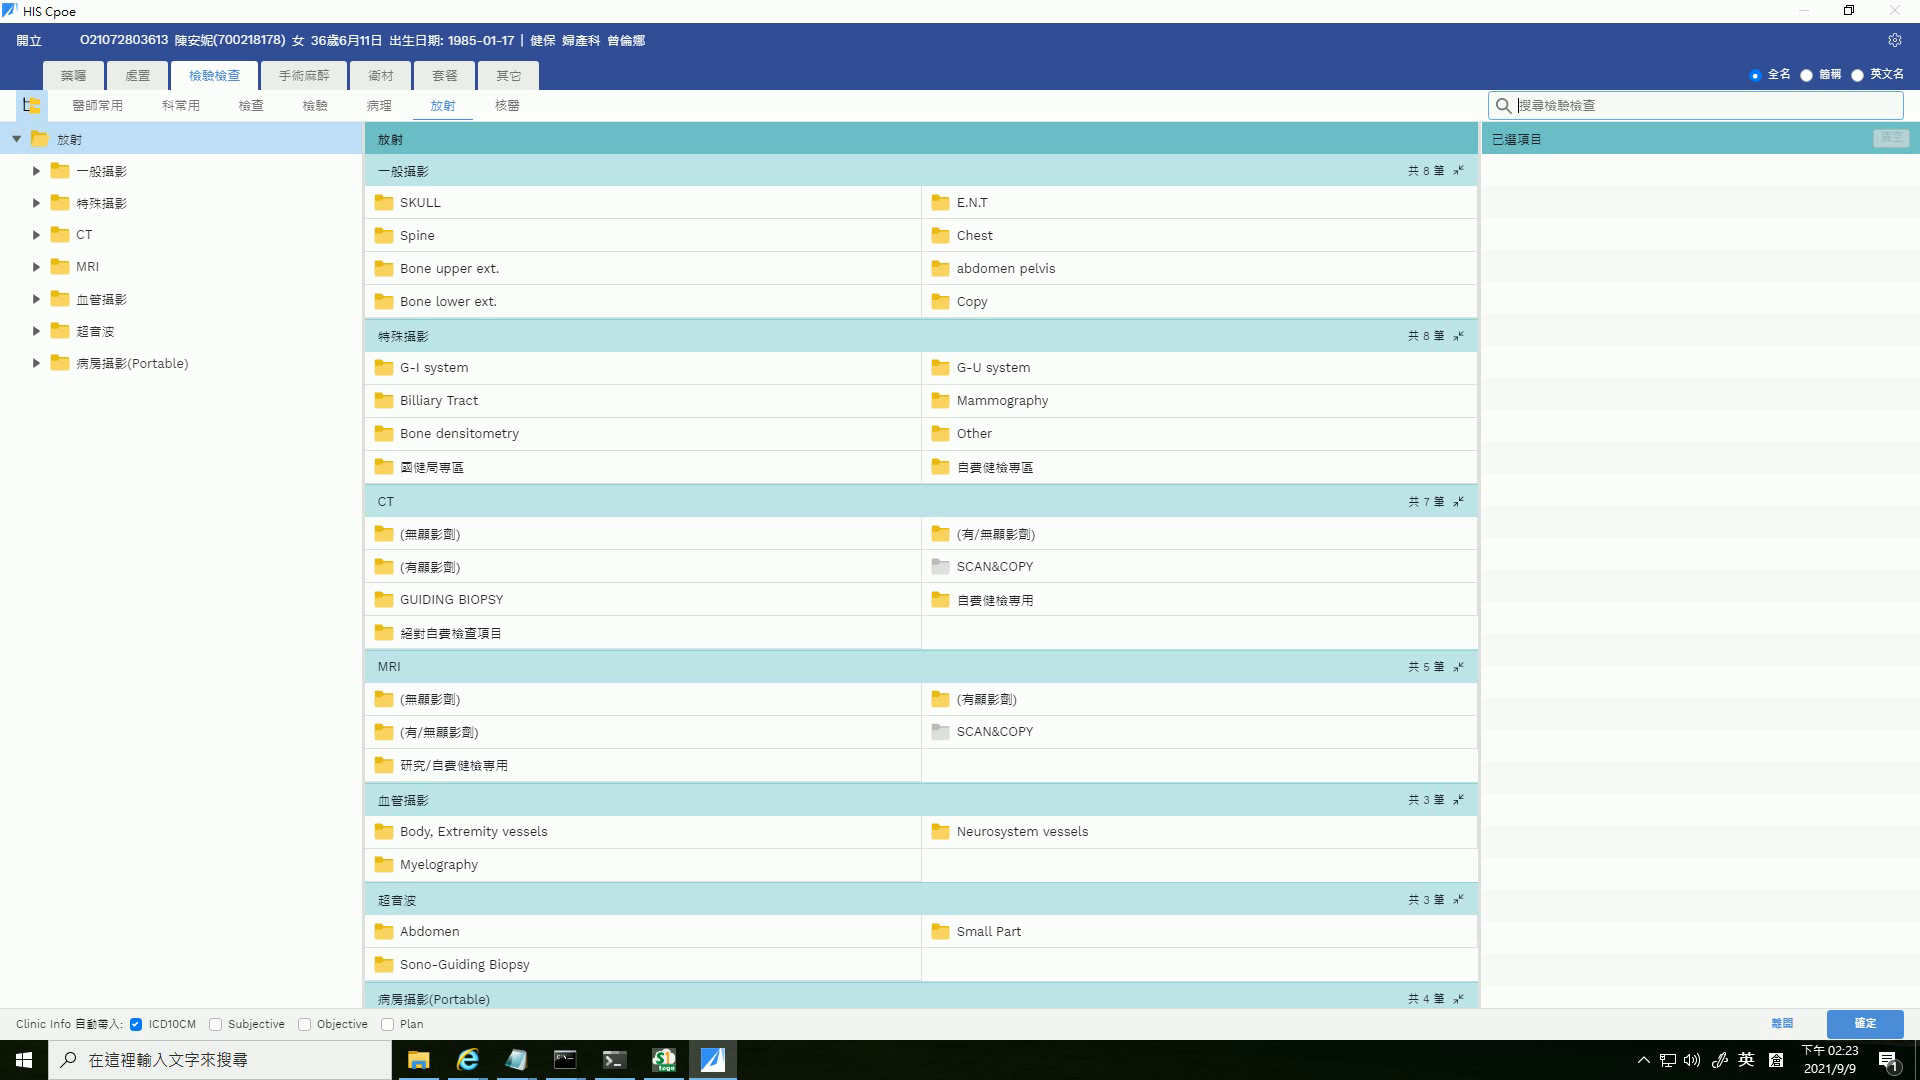 HIS Cpoe
開立 O21072803613 陳安妮(700218178) 女 36歲6月11日 出生日期: 1985-01-17 | 健保 婦產科 曾倫娜
藥囑 處置 檢驗檢查 手術麻醉 衛材 套餐 其它
全名 簡稱 英文名
醫師常用 科常用 檢查 檢驗 病理 放射 核醫
搜尋檢驗檢查
放射
一般攝影
特殊攝影
CT
MRI
血管攝影
超音波
病房攝影(Portable)
放射
一般攝影 共 8 筆
SKULL E.N.T
Spine Chest
Bone upper ext. abdomen pelvis
Bone lower ext. Copy
特殊攝影 共 8 筆
G-I system G-U system
Billiary Tract Mammography
Bone densitometry Other
國健局專區 自費健檢專區
CT 共 7 筆
(無顯影劑) (有/無顯影劑)
(有顯影劑) SCAN&COPY
GUIDING BIOPSY 自費健檢專用
絕對自費檢查項目
MRI 共 5 筆
(無顯影劑) (有顯影劑)
(有/無顯影劑) SCAN&COPY
研究/自費健檢專用
血管攝影 共 3 筆
Body, Extremity vessels Neurosystem vessels
Myelography
超音波 共 3 筆
Abdomen Small Part
Sono-Guiding Biopsy
病房攝影(Portable) 共 4 筆
已選項目 清空
Clinic Info 自動帶入: ICD10CM Subjective Objective Plan
離開 確定
在這裡輸入文字來搜尋
英
下午 02:23
2021/9/9
1